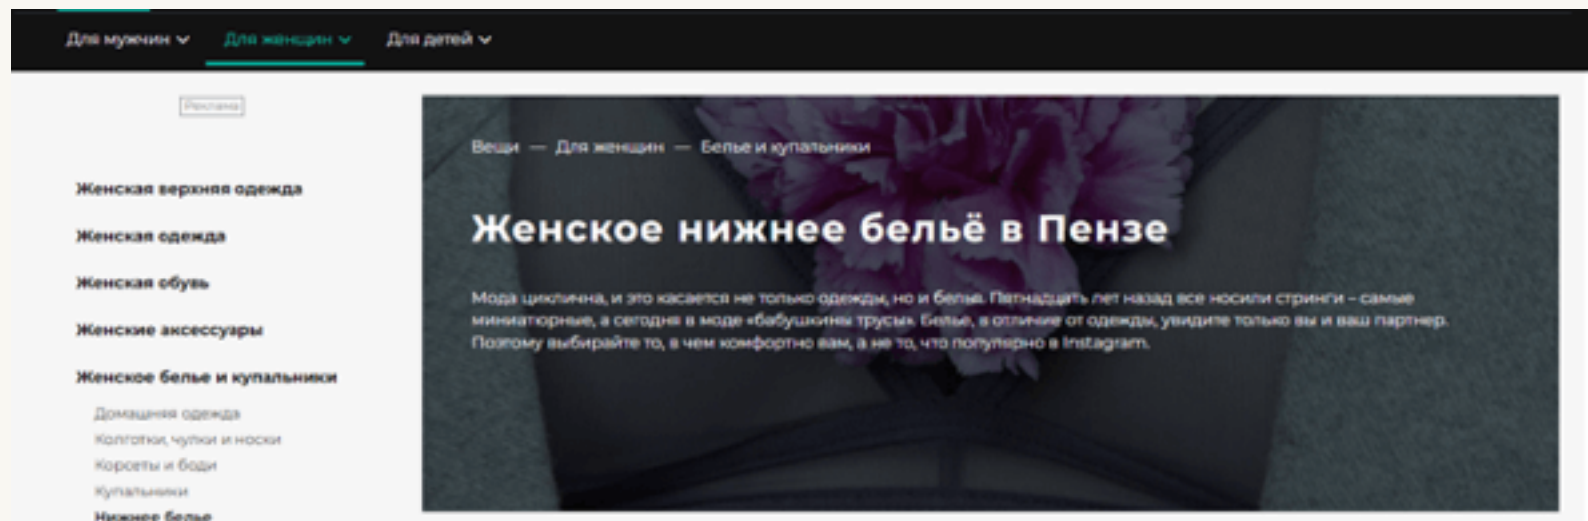 Для мужчин
Для женщин
Для детей
Реклама
Женская верхняя одежда
Женская одежда
Женская обувь
Женские аксессуары
Женское белье и купальники
Домашняя одежда
Колготки, чулки и носки
Корсеты и боди
Купальники
Нижнее белье
Вещи — Для женщин — Белье и купальники
Женское нижнее бельё в Пензе
Мода циклична, и это касается не только одежды, но и белья. Пятнадцать лет назад все носили стринги – самые
миниатюрные, а сегодня в моде «бабушкины трусы». Белье, в отличие от одежды, увидите только вы и ваш партнер.
Поэтому выбирайте то, в чем комфортно вам, а не то, что популярно в Instagram.